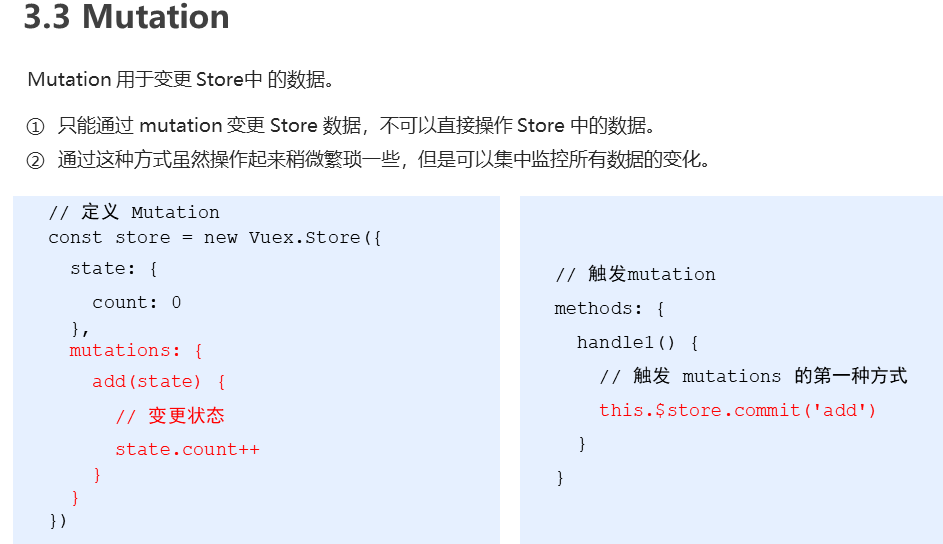 3.3 Mutation
Mutation 用于变更 Store中 的数据。
① 只能通过 mutation 变更 Store 数据，不可以直接操作 Store 中的数据。
② 通过这种方式虽然操作起来稍微繁琐一些，但是可以集中监控所有数据的变化。
// 定义 Mutation
const store = new Vuex.Store({
  state: {
    count: 0
  },
  mutations: {
    add(state) {
      // 变更状态
      state.count++
    }
  }
})
// 触发mutation
methods: {
  handle1() {
    // 触发 mutations 的第一种方式
    this.$store.commit('add')
  }
}